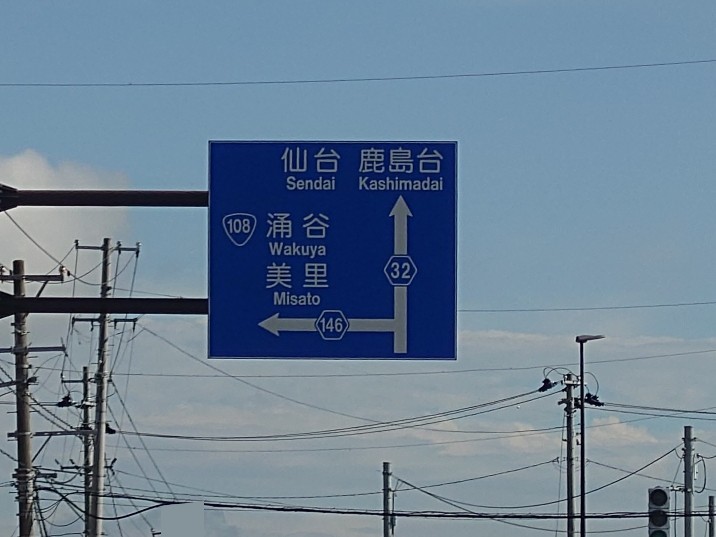 仙台 鹿島台
Sendai Kashimadai
108 涌谷
Wakuya
32
美里
Misato
146